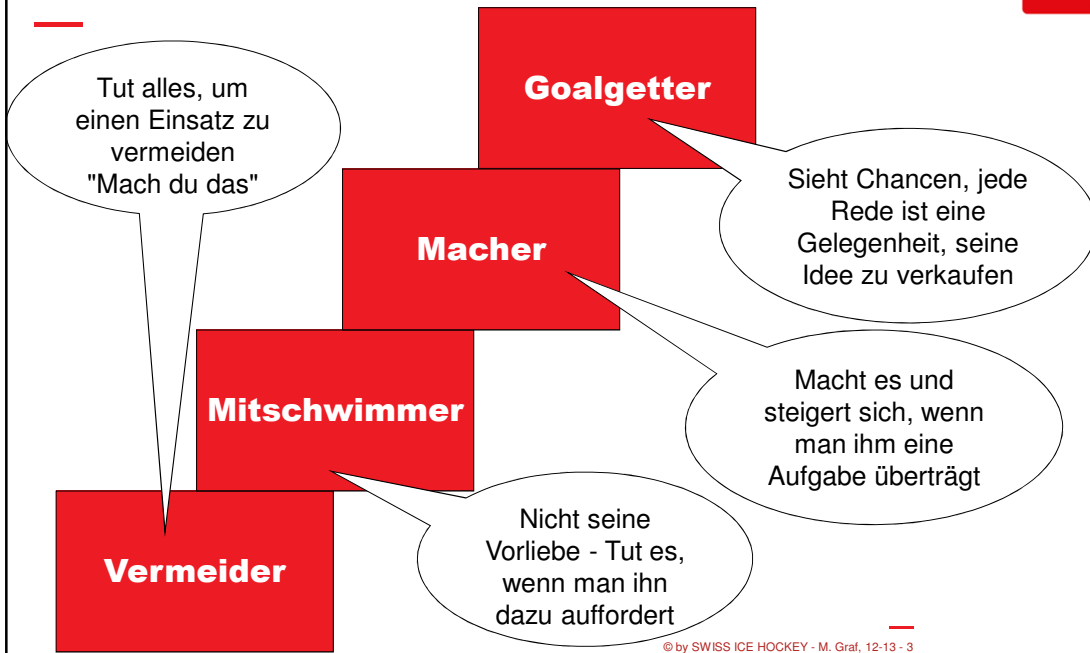 Goalgetter
Tut alles, um
einen Einsatz zu
vermeiden
"Mach du das"
Sieht Chancen, jede
Rede ist eine
Gelegenheit, seine
Idee zu verkaufen
Macher
Macht es und
steigert sich, wenn
man ihm eine
Aufgabe überträgt
Mitschwimmer
Nicht seine
Vorliebe - Tut es,
wenn man ihn
dazu auffordert
Vermeider
© by SWISS ICE HOCKEY - M. Graf, 12-13 - 3